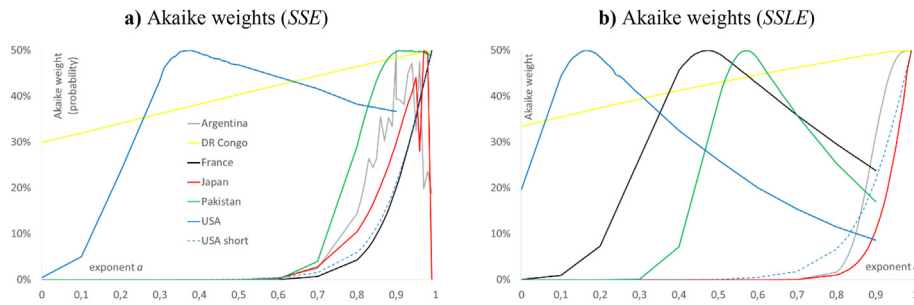 a) Akaike weights (SSE)
50%
40%
30%
20%
10%
0%
Akaike weight
(probability)
Argentina
DR Congo
France
Japan
Pakistan
USA
USA short
exponent a
0 0,1 0,2 0,3 0,4 0,5 0,6 0,7 0,8 0,9 1
b) Akaike weights (SSLE)
50%
40%
30%
20%
10%
0%
Akaike weight
exponent
0 0,1 0,2 0,3 0,4 0,5 0,6 0,7 0,8 0,9